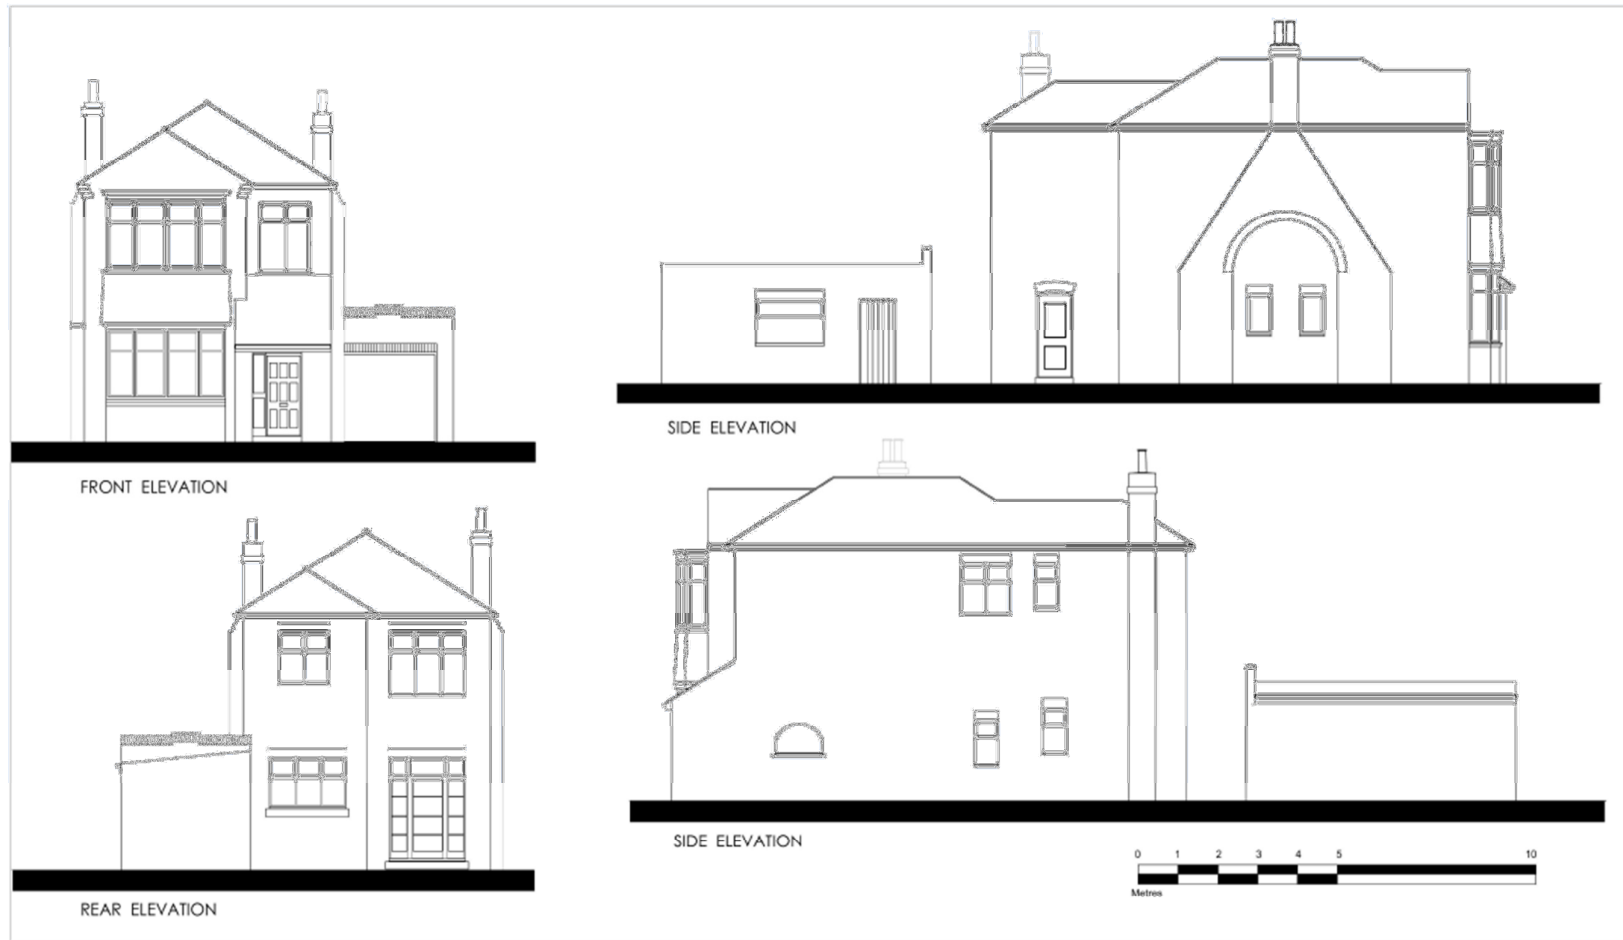 SIDE ELEVATION
FRONT ELEVATION
SIDE ELEVATION
0 1 2 3 4 5 10
Metres
REAR ELEVATION